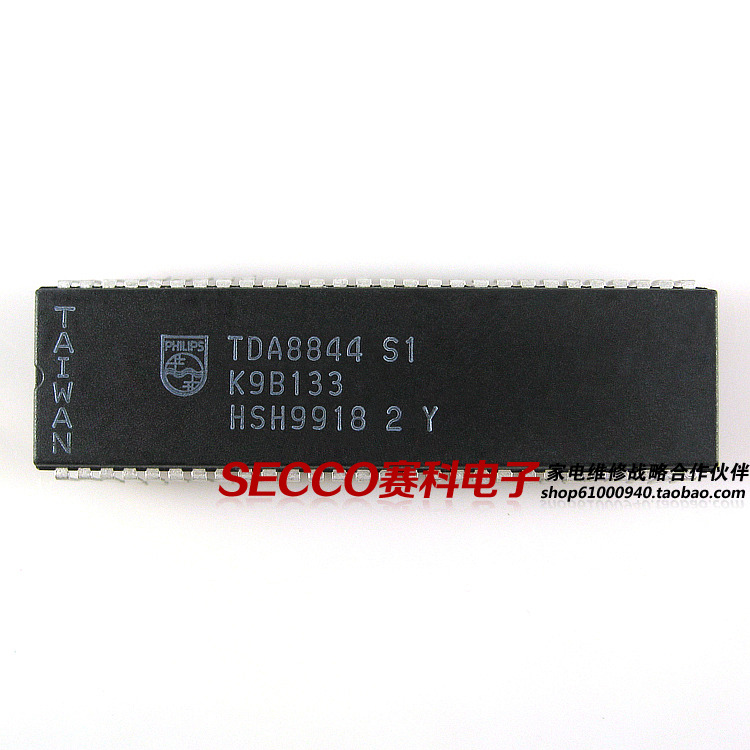 TAIWAN
PHILIPS
TDA8844 S1
K9B133
HSH9918 2 Y
SECCO赛科电子
家电维修战略合作伙伴
shop61000940.taobao.com